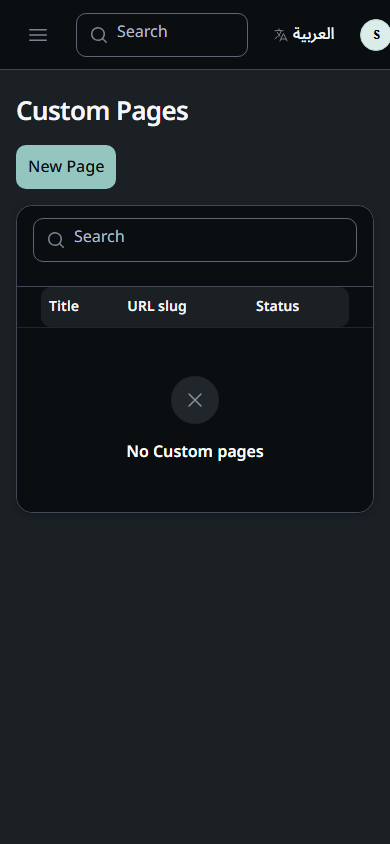 Search
العربية
S
Custom Pages
New Page
Search
Title URL slug Status
No Custom pages